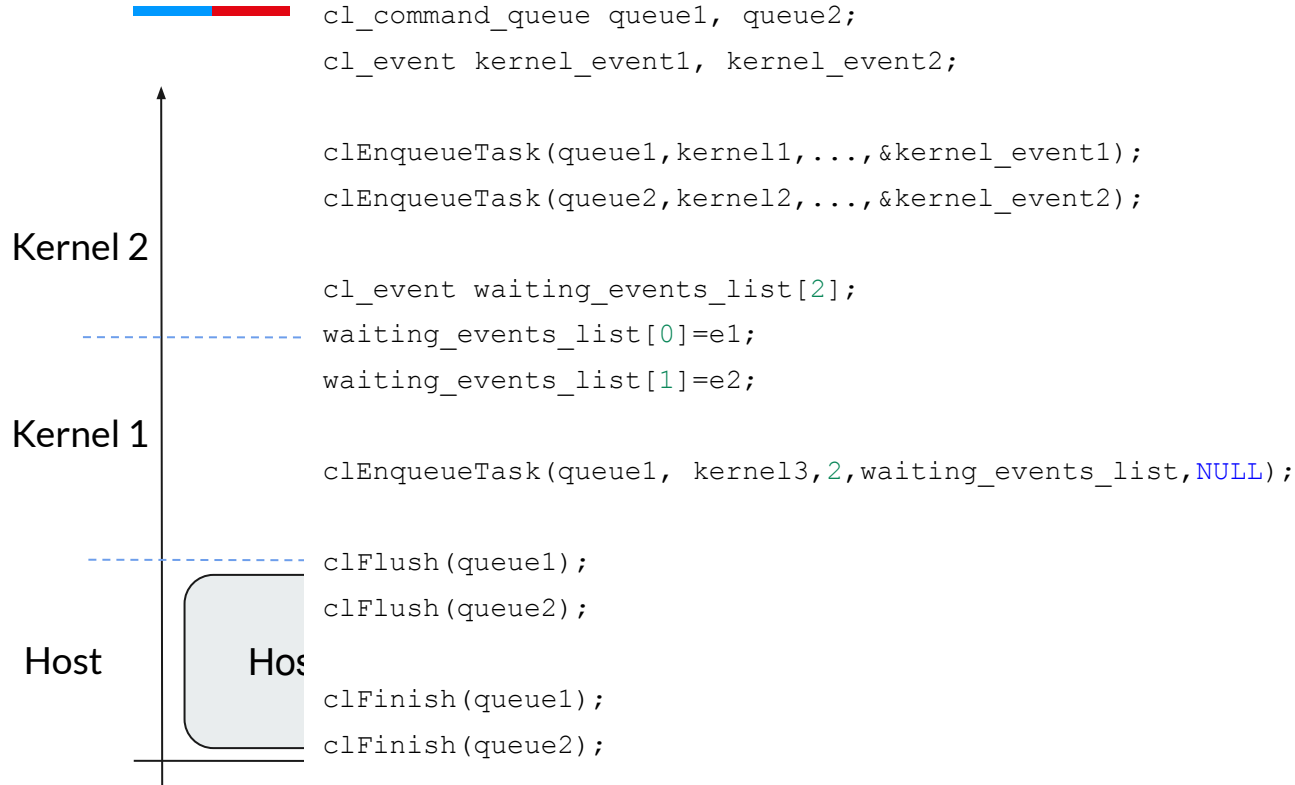 cl_command_queue queue1, queue2;
cl_event kernel_event1, kernel_event2;
clEnqueueTask(queue1,kernel1,...,&kernel_event1);
clEnqueueTask(queue2,kernel2,...,&kernel_event2);
Kernel 2
cl_event waiting_events_list[2];
waiting_events_list[0]=e1;
waiting_events_list[1]=e2;
Kernel 1
clEnqueueTask(queue1, kernel3,2,waiting_events_list,NULL);
clFlush(queue1);
clFlush(queue2);
Host
clFinish(queue1);
clFinish(queue2);